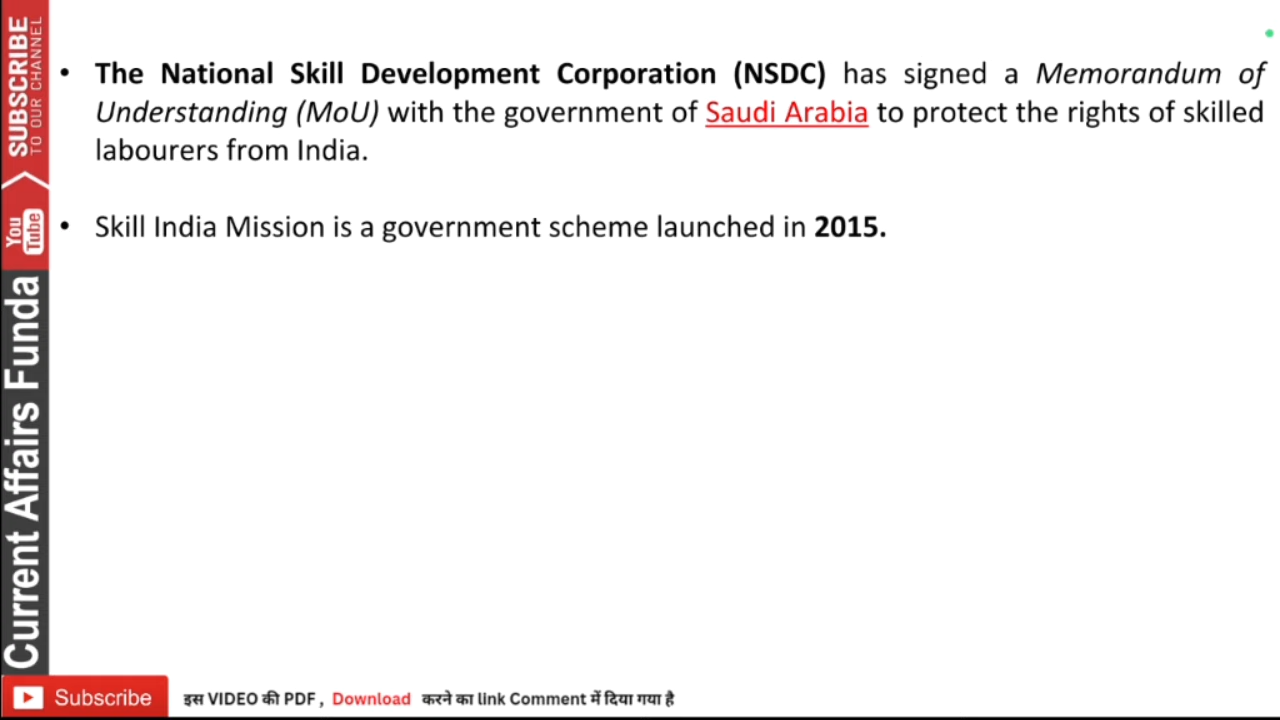 • The National Skill Development Corporation (NSDC) has signed a Memorandum of
Understanding (MoU) with the government of Saudi Arabia to protect the rights of skilled
labourers from India.
• Skill India Mission is a government scheme launched in 2015.
SUBSCRIBE
TO OUR CHANNEL
You
Tube
Current Affairs Funda
Subscribe
इस VIDEO की PDF , Download करने का link Comment में दिया गया है